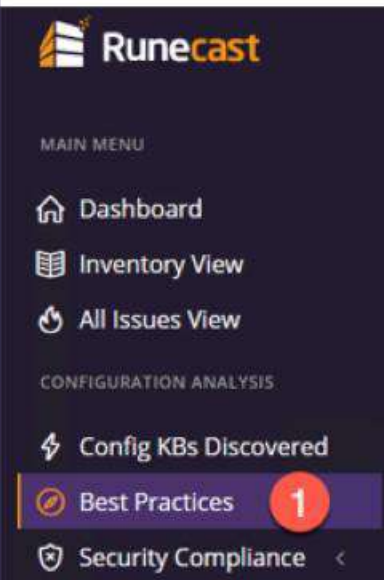 Runecast
MAIN MENU
Dashboard
Inventory View
All Issues View
CONFIGURATION ANALYSIS
Config KBs Discovered
Best Practices 1
Security Compliance <